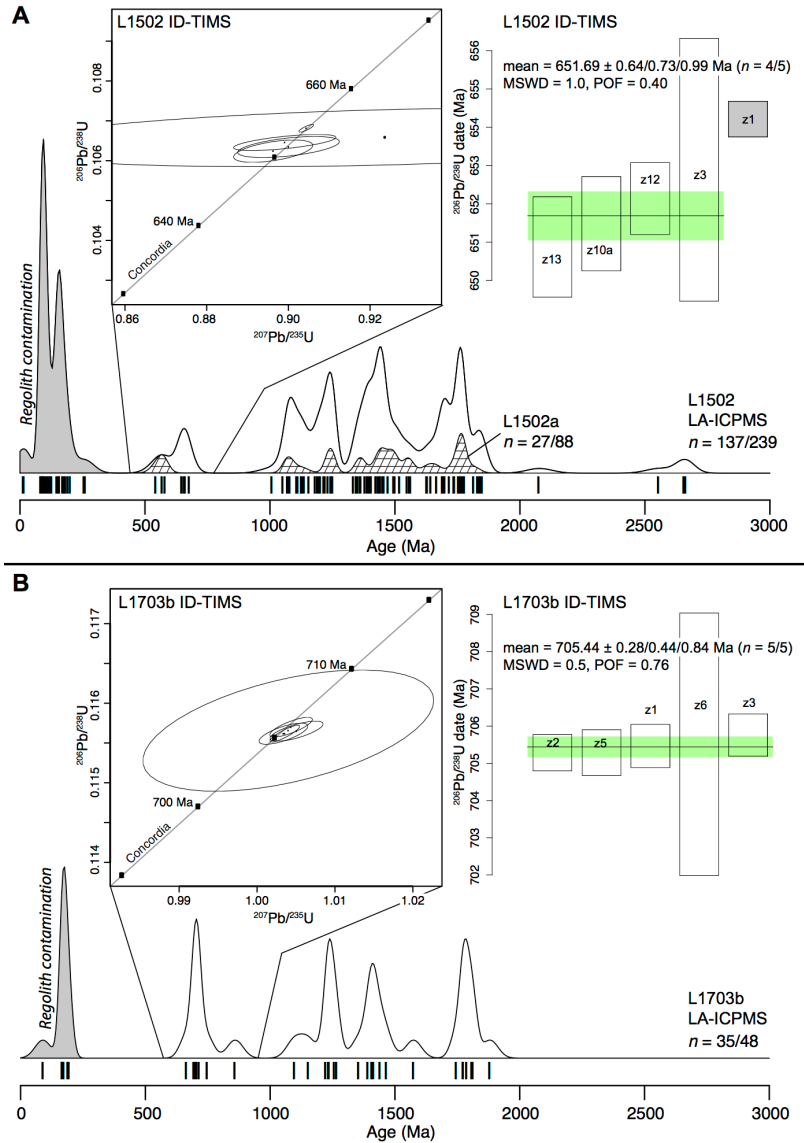 A
L1502 ID-TIMS
L1502 ID-TIMS
mean = 651.69 ± 0.64/0.73/0.99 Ma (n = 4/5)
MSWD = 1.0, POF = 0.40
206Pb/238U
0.108
0.106
0.104
660 Ma
640 Ma
Concordia
0.86
0.88
0.90
0.92
207Pb/235U
206Pb/238U date (Ma)
656
655
654
653
652
651
650
z13
z10a
z12
z3
z1
Regolith contamination
L1502a
n = 27/88
L1502
LA-ICPMS
n = 137/239
0
500
1000
1500
2000
2500
3000
Age (Ma)
B
L1703b ID-TIMS
L1703b ID-TIMS
mean = 705.44 ± 0.28/0.44/0.84 Ma (n = 5/5)
MSWD = 0.5, POF = 0.76
206Pb/238U
0.117
0.116
0.115
0.114
710 Ma
700 Ma
Concordia
0.99
1.00
1.01
1.02
207Pb/235U
206Pb/238U date (Ma)
709
708
707
706
705
704
703
702
z2
z5
z1
z6
z3
Regolith contamination
L1703b
LA-ICPMS
n = 35/48
0
500
1000
1500
2000
2500
3000
Age (Ma)